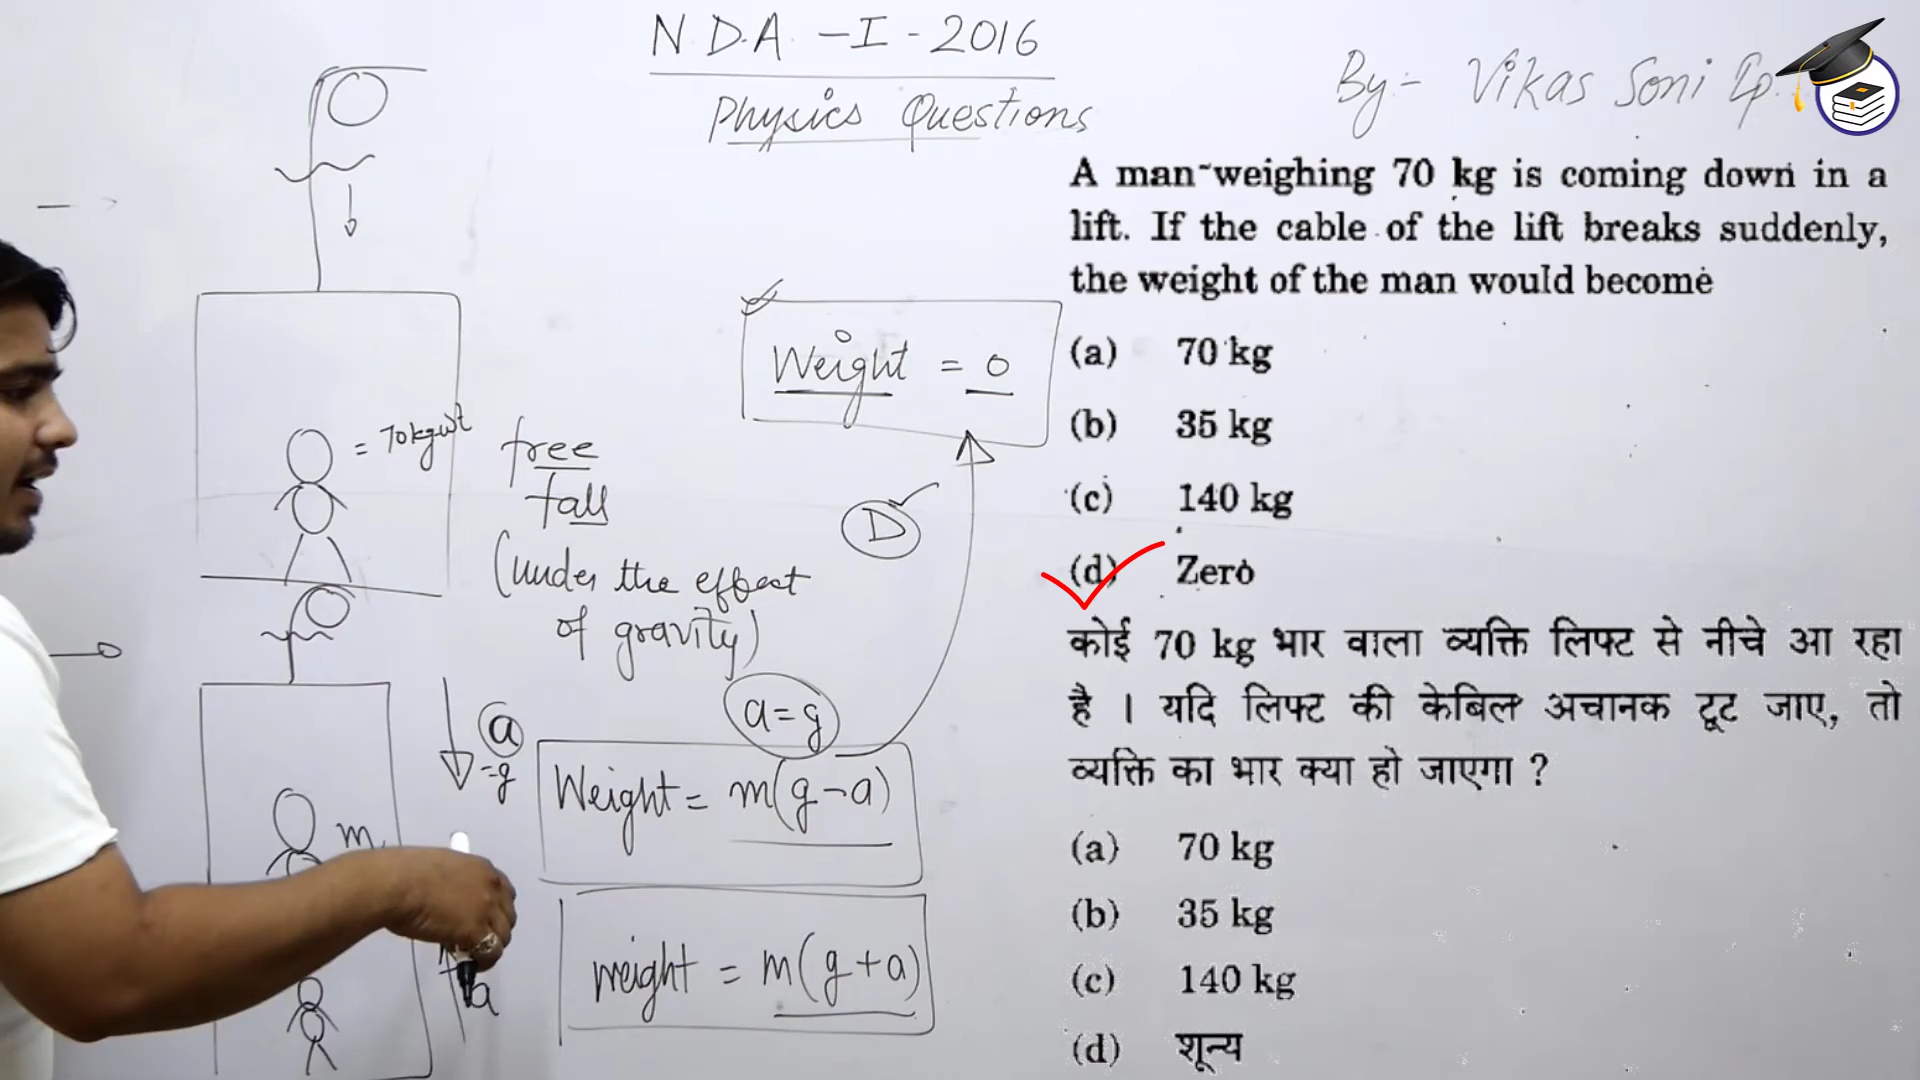 N.D.A. -I-2016
Physics Questions
By:- Vikas Soni
A man weighing 70 kg is coming down in a
lift. If the cable of the lift breaks suddenly,
the weight of the man would become
(a) 70 kg
(b) 35 kg
(c) 140 kg
(d) Zero
कोई 70 kg भार वाला व्यक्ति लिफ्ट से नीचे आ रहा
है । यदि लिफ्ट की केबिल अचानक टूट जाए, तो
व्यक्ति का भार क्या हो जाएगा ?
(a) 70 kg
(b) 35 kg
(c) 140 kg
(d) शून्य
Weight = 0
= 70kgwt
free
fall
(under the effect
of gravity)
D
a=g
a
=g
Weight = m(g-a)
m
weight = m(g+a)
a